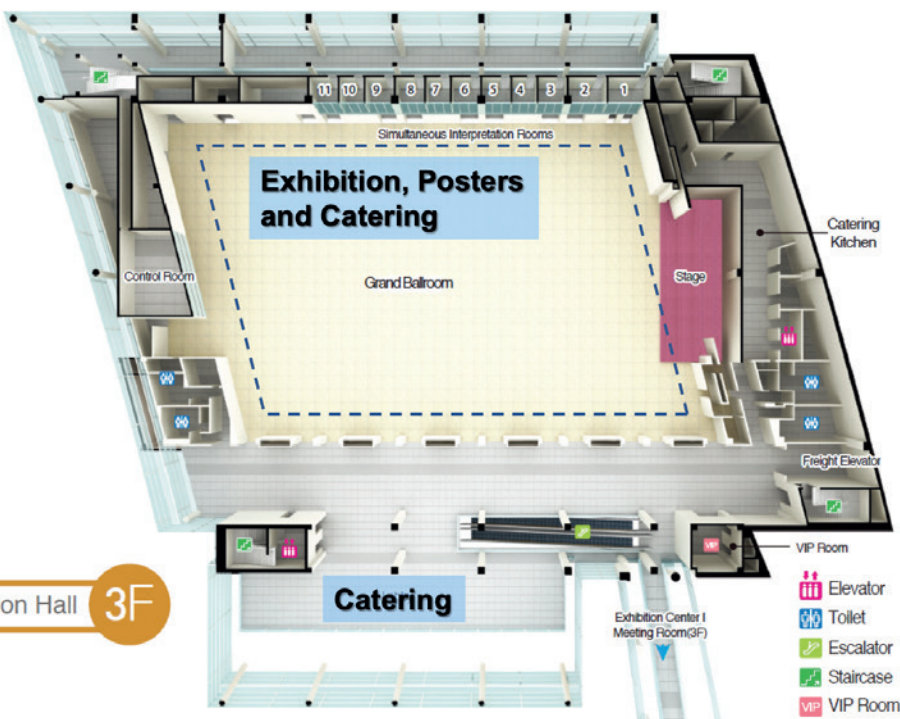 11 10 9 8 7 6 5 4 3 2 1
Simultaneous Interpretation Rooms
Exhibition, Posters
and Catering
Catering
Kitchen
Control Room
Grand Ballroom
Stage
Freight Elevator
VIP
VIP Room
on Hall 3F
Catering
Exhibition Center I
Meeting Room(3F)
Elevator
Toilet
Escalator
Staircase
VIP VIP Room